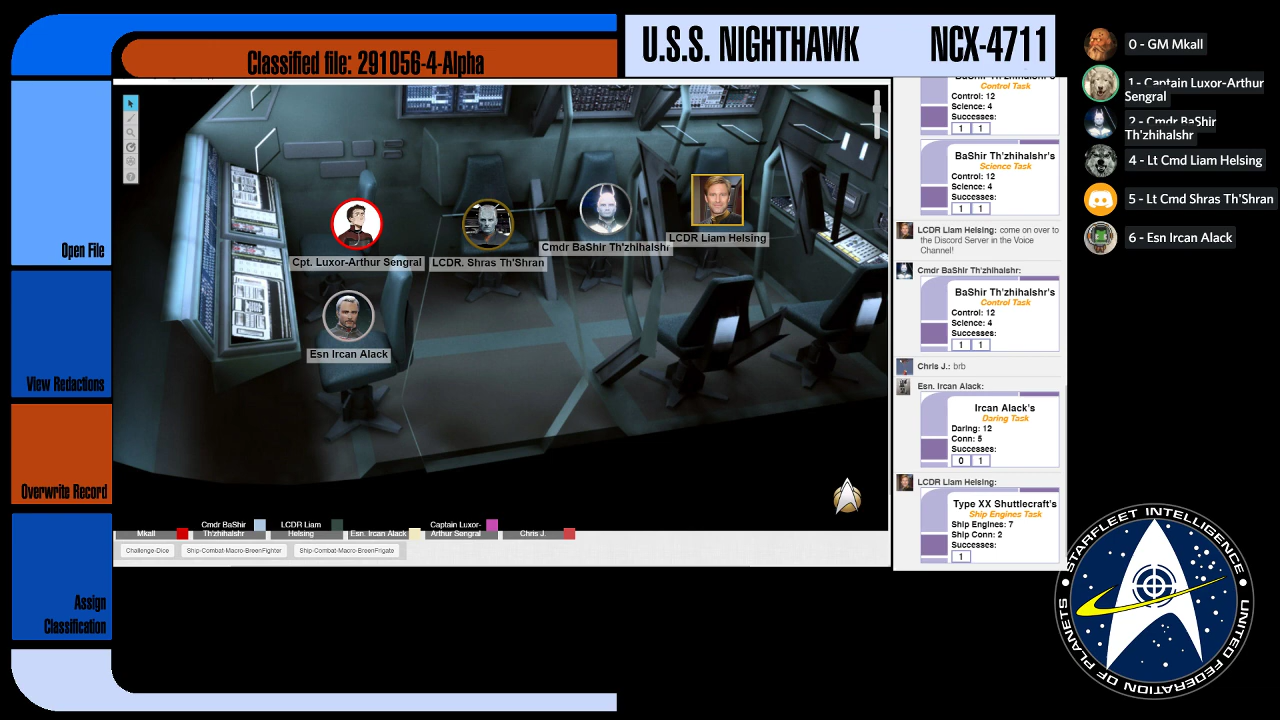 Classified file: 291056-4-Alpha
U.S.S. NIGHTHAWK NCX-4711
Open File
View Redactions
Overwrite Record
Assign
Classification
Cpt. Luxor-Arthur Sengral
LCDR. Shras Th'Shran
Cmdr BaShir Th'zhihalshr
LCDR Liam Helsing
Esn Ircan Alack
Mkall
Cmdr BaShir
Th'zhihalshr
LCDR Liam
Helsing
Esn. Ircan Alack
Captain Luxor-
Arthur Sengral
Chris J.
Challenge-Dice
Ship-Combat-Macro-BreenFighter
Ship-Combat-Macro-BreenFrigate
BaShir Th'zhihalshr's
Control Task
Control: 12
Science: 4
Successes:
1 1
BaShir Th'zhihalshr's
Science Task
Control: 12
Science: 4
Successes:
1 1
LCDR Liam Helsing: come on over to
the Discord Server in the Voice
Channel!
Cmdr BaShir Th'zhihalshr:
BaShir Th'zhihalshr's
Control Task
Control: 12
Science: 4
Successes:
1 1
Chris J.: brb
Esn. Ircan Alack:
Ircan Alack's
Daring Task
Daring: 12
Conn: 5
Successes:
0 1
LCDR Liam Helsing:
Type XX Shuttlecraft's
Ship Engines Task
Ship Engines: 7
Ship Conn: 2
Successes:
1
0 - GM Mkall
1 - Captain Luxor-Arthur
Sengral
2 - Cmdr BaShir
Th'zhihalshr
4 - Lt Cmd Liam Helsing
5 - Lt Cmd Shras Th'Shran
6 - Esn Ircan Alack
STARFLEET INTELLIGENCE
UNITED FEDERATION OF PLANETS